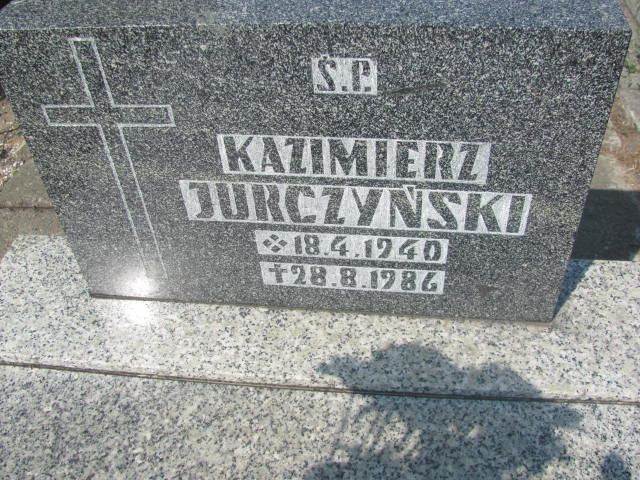 Ś.P.
KAZIMIERZ
JURCZYŃSKI
18.4.1940
✝28.8.1986